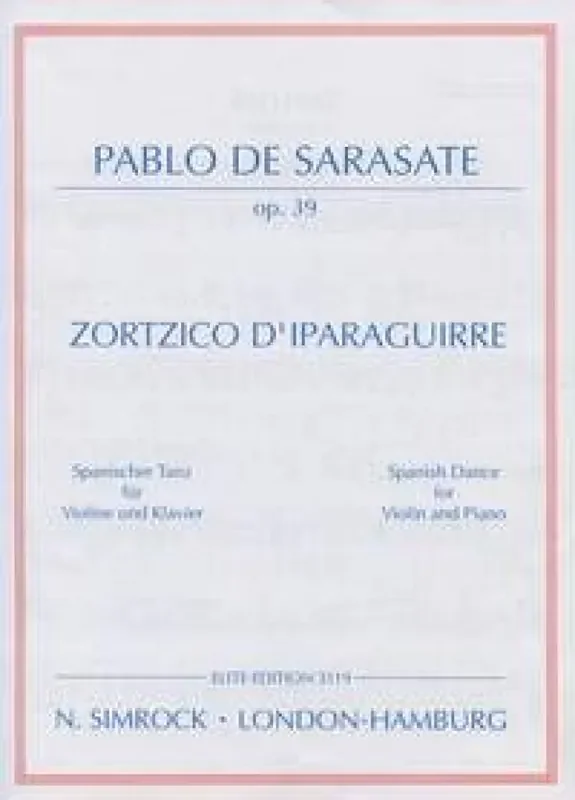 PABLO DE SARASATE
op. 39
ZORTZICO D'IPARAGUIRRE
Spanischer Tanz
für
Violine und Klavier
Spanish Dance
for
Violin and Piano
ELITE-EDITION 3119
N. SIMROCK • LONDON-HAMBURG